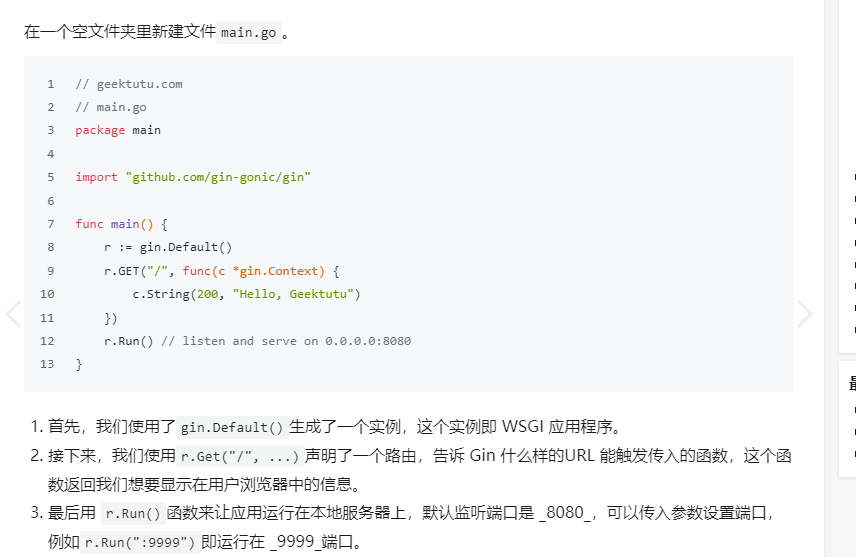 在一个空文件夹里新建文件 main.go 。
1 // geektutu.com
2 // main.go
3 package main
4
5 import "github.com/gin-gonic/gin"
6
7 func main() {
8     r := gin.Default()
9     r.GET("/", func(c *gin.Context) {
10         c.String(200, "Hello, Geektutu")
11     })
12     r.Run() // listen and serve on 0.0.0.0:8080
13 }
1. 首先，我们使用了 gin.Default() 生成了一个实例，这个实例即 WSGI 应用程序。
2. 接下来，我们使用 r.Get("/", ...) 声明了一个路由，告诉 Gin 什么样的URL 能触发传入的函数，这个函
数返回我们想要显示在用户浏览器中的信息。
3. 最后用 r.Run() 函数来让应用运行在本地服务器上，默认监听端口是 _8080_，可以传入参数设置端口，
例如 r.Run(":9999") 即运行在 _9999_端口。